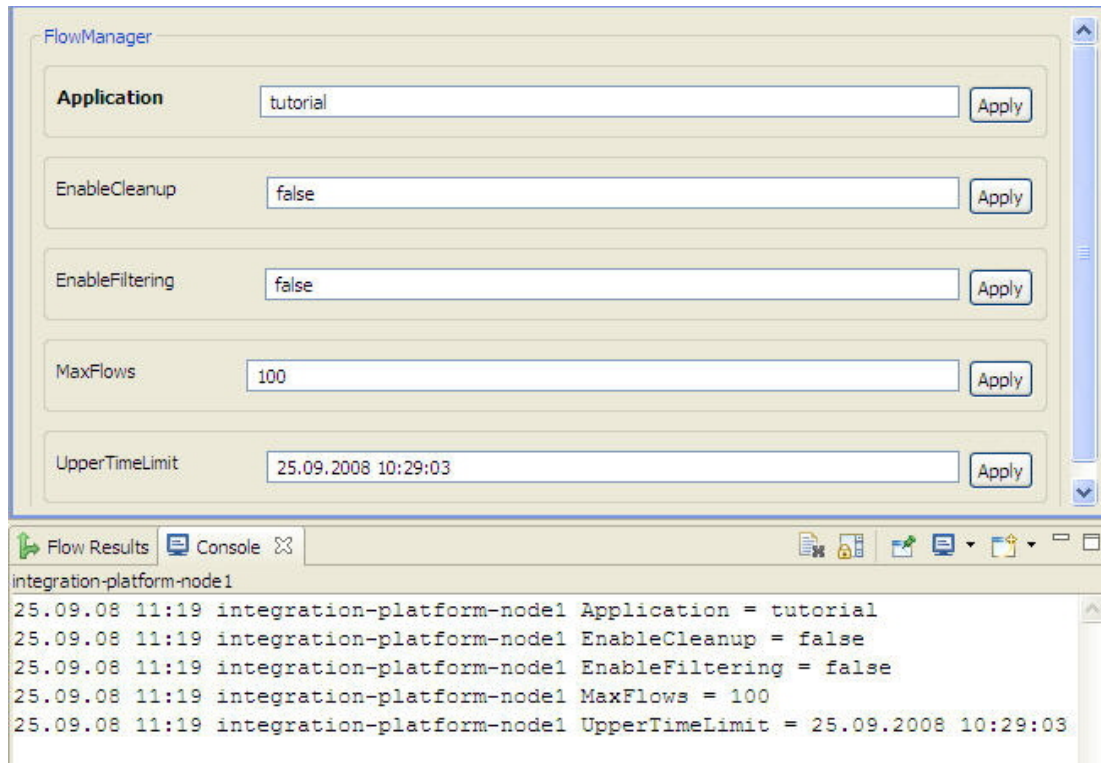 FlowManager
Application tutorial Apply
EnableCleanup false Apply
EnableFiltering false Apply
MaxFlows 100 Apply
UpperTimeLimit 25.09.2008 10:29:03 Apply
Flow Results Console
integration-platform-node1
25.09.08 11:19 integration-platform-node1 Application = tutorial
25.09.08 11:19 integration-platform-node1 EnableCleanup = false
25.09.08 11:19 integration-platform-node1 EnableFiltering = false
25.09.08 11:19 integration-platform-node1 MaxFlows = 100
25.09.08 11:19 integration-platform-node1 UpperTimeLimit = 25.09.2008 10:29:03